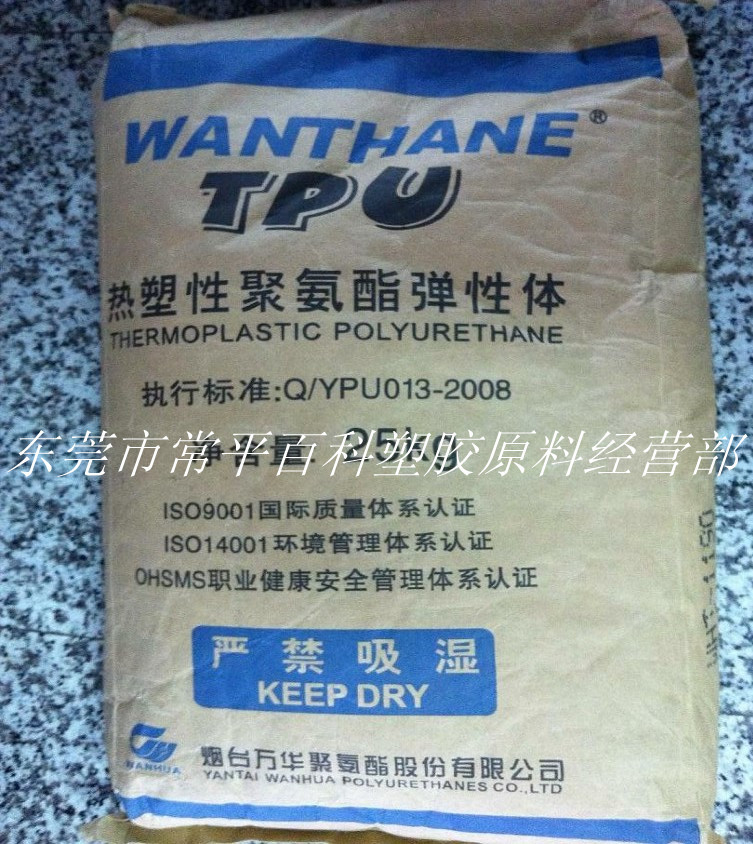 WANTHANE®
TPU
热塑性聚氨酯弹性体
THERMOPLASTIC POLYURETHANE
执行标准:Q/YPU013-2008
净含量: 25kg
东莞市常平百科塑胶原料经营部
ISO9001国际质量体系认证
ISO14001环境管理体系认证
OHSMS职业健康安全管理体系认证
严禁吸湿
KEEP DRY
WANHUA
烟台万华聚氨酯股份有限公司
YANTAI WANHUA POLYURETHANES CO.,LTD